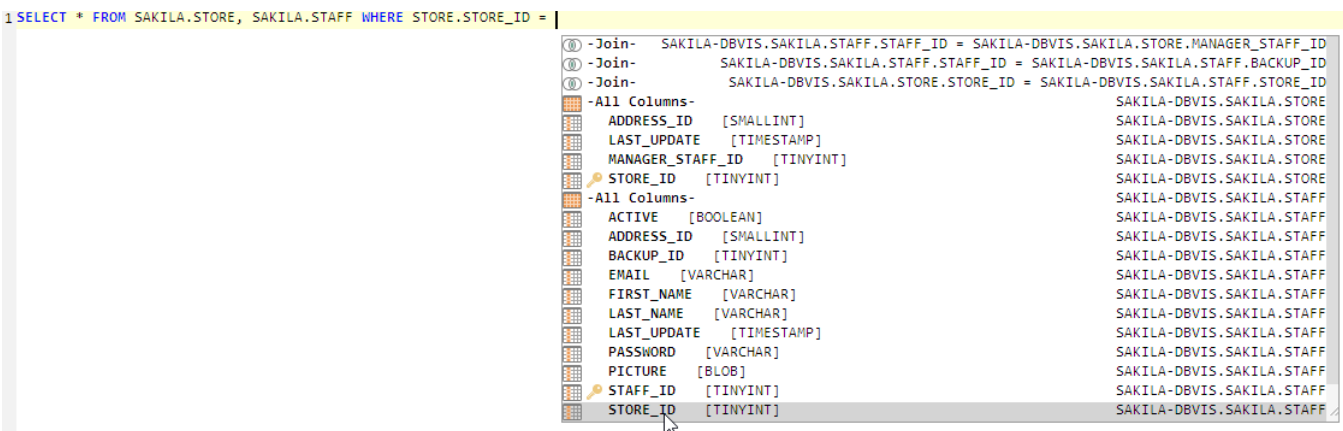 1 SELECT * FROM SAKILA.STORE, SAKILA.STAFF WHERE STORE.STORE_ID =
-Join- SAKILA-DBVIS.SAKILA.STAFF.STAFF_ID = SAKILA-DBVIS.SAKILA.STORE.MANAGER_STAFF_ID
-Join- SAKILA-DBVIS.SAKILA.STAFF.STAFF_ID = SAKILA-DBVIS.SAKILA.STAFF.BACKUP_ID
-Join- SAKILA-DBVIS.SAKILA.STORE.STORE_ID = SAKILA-DBVIS.SAKILA.STAFF.STORE_ID
-All Columns- SAKILA-DBVIS.SAKILA.STORE
ADDRESS_ID [SMALLINT] SAKILA-DBVIS.SAKILA.STORE
LAST_UPDATE [TIMESTAMP] SAKILA-DBVIS.SAKILA.STORE
MANAGER_STAFF_ID [TINYINT] SAKILA-DBVIS.SAKILA.STORE
STORE_ID [TINYINT] SAKILA-DBVIS.SAKILA.STORE
-All Columns- SAKILA-DBVIS.SAKILA.STAFF
ACTIVE [BOOLEAN] SAKILA-DBVIS.SAKILA.STAFF
ADDRESS_ID [SMALLINT] SAKILA-DBVIS.SAKILA.STAFF
BACKUP_ID [TINYINT] SAKILA-DBVIS.SAKILA.STAFF
EMAIL [VARCHAR] SAKILA-DBVIS.SAKILA.STAFF
FIRST_NAME [VARCHAR] SAKILA-DBVIS.SAKILA.STAFF
LAST_NAME [VARCHAR] SAKILA-DBVIS.SAKILA.STAFF
LAST_UPDATE [TIMESTAMP] SAKILA-DBVIS.SAKILA.STAFF
PASSWORD [VARCHAR] SAKILA-DBVIS.SAKILA.STAFF
PICTURE [BLOB] SAKILA-DBVIS.SAKILA.STAFF
STAFF_ID [TINYINT] SAKILA-DBVIS.SAKILA.STAFF
STORE_ID [TINYINT] SAKILA-DBVIS.SAKILA.STAFF